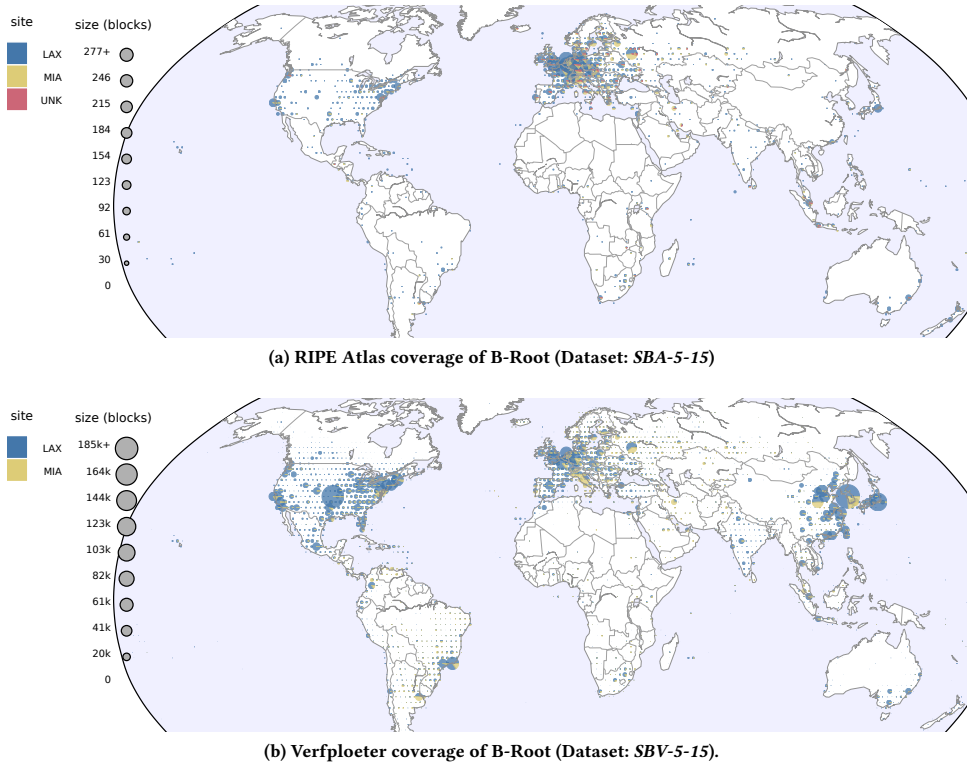 site
size (blocks)
LAX
MIA
UNK
277+
246
215
184
154
123
92
61
30
0
(a) RIPE Atlas coverage of B-Root (Dataset: SBA-5-15)
site
size (blocks)
LAX
MIA
185k+
164k
144k
123k
103k
82k
61k
41k
20k
0
(b) Verfploeter coverage of B-Root (Dataset: SBV-5-15).